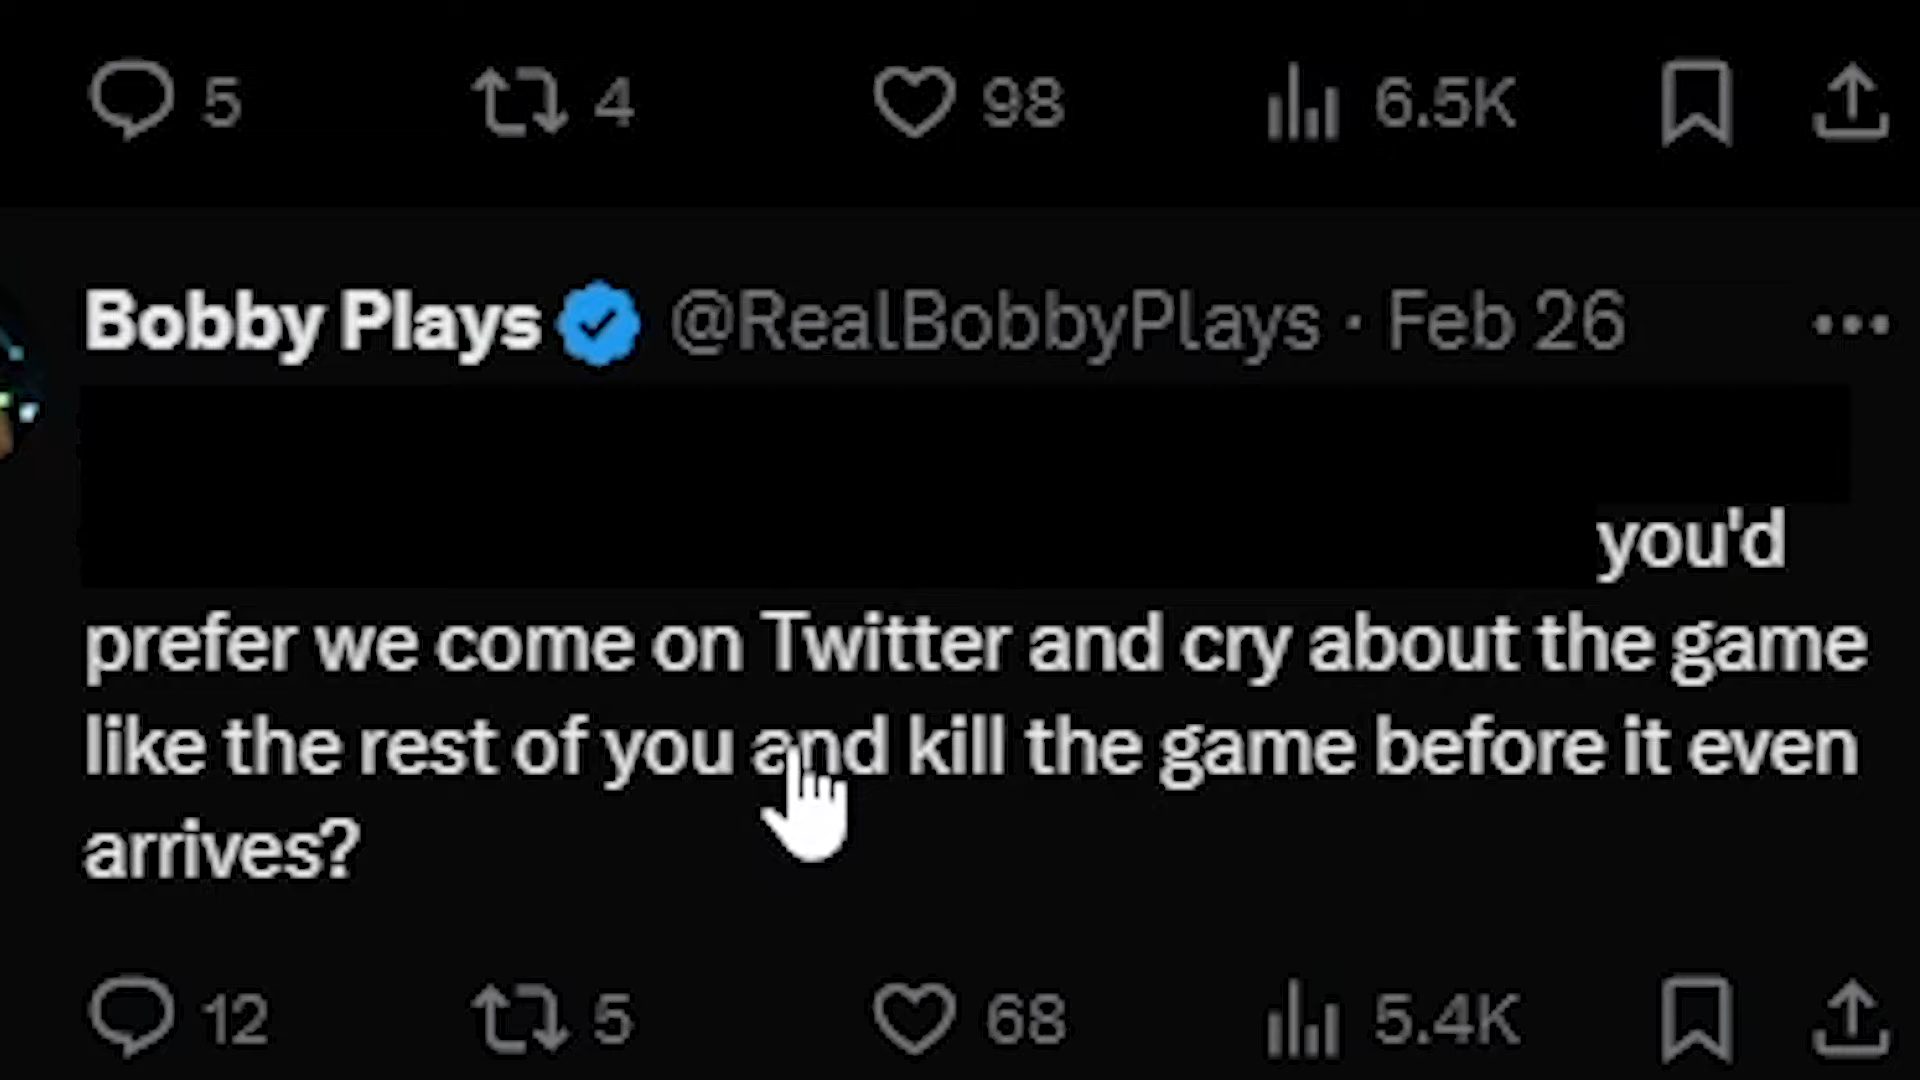 5 4 98 6.5K
Bobby Plays @RealBobbyPlays · Feb 26 ...
you'd
prefer we come on Twitter and cry about the game
like the rest of you and kill the game before it even
arrives?
12 5 68 5.4K